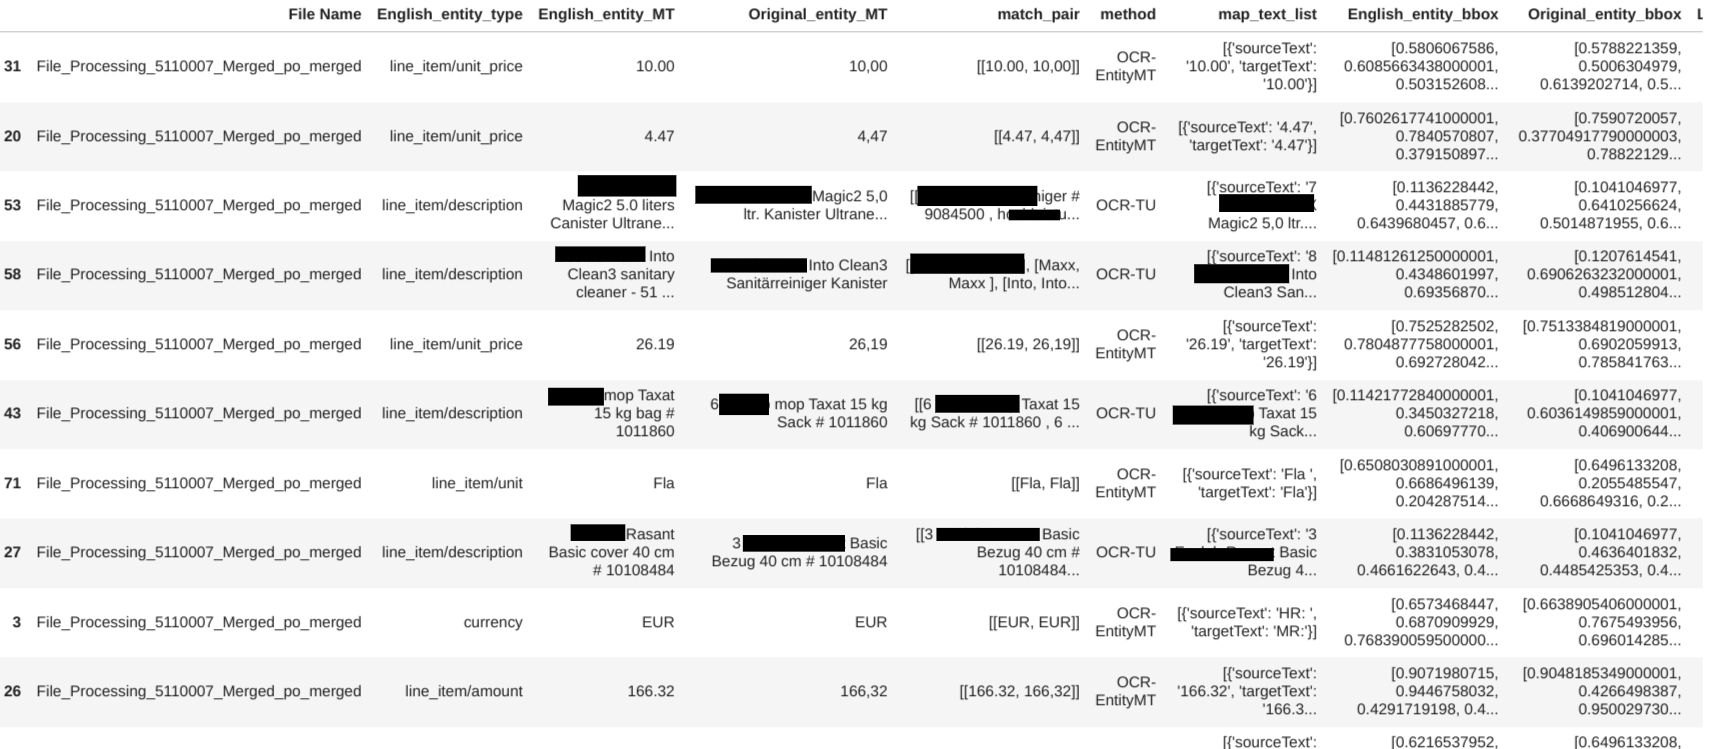 File Name English_entity_type English_entity_MT Original_entity_MT match_pair method map_text_list English_entity_bbox Original_entity_bbox L
[{'sourceText': [0.5806067586, [0.5788221359,
31 File_Processing_5110007_Merged_po_merged line_item/unit_price 10.00 10,00 [[10.00, 10,00]] OCR-EntityMT '10.00', 'targetText': 0.6085663438000001, 0.5006304979,
'10.00'}] 0.503152608... 0.6139202714, 0.5...
[0.7602617741000001, [0.7590720057,
20 File_Processing_5110007_Merged_po_merged line_item/unit_price 4.47 4,47 [[4.47, 4,47]] OCR-EntityMT [{'sourceText': '4.47', 0.7840570807, 0.37704917790000003,
'targetText': '4.47'}] 0.379150897... 0.78822129...
[{'sourceText': '7 [0.1136228442, [0.1041046977,
Magic2 5,0 [[ niger #
53 File_Processing_5110007_Merged_po_merged line_item/description Magic2 5.0 liters ltr. Kanister Ultrane... 9084500 , h u... OCR-TU 0.4431885779, 0.6410256624,
Canister Ultrane... Magic2 5,0 ltr.... 0.6439680457, 0.6... 0.5014871955, 0.6...
Into [{'sourceText': '8 [0.11481261250000001, [0.1207614541,
58 File_Processing_5110007_Merged_po_merged line_item/description Clean3 sanitary Into Clean3 [ , [Maxx, OCR-TU Into 0.4348601997, 0.6906263232000001,
cleaner - 51 ... Sanitärreiniger Kanister Maxx ], [Into, Into... Clean3 San... 0.69356870... 0.498512804...
[{'sourceText': [0.7525282502, [0.7513384819000001,
56 File_Processing_5110007_Merged_po_merged line_item/unit_price 26.19 26,19 [[26.19, 26,19]] OCR-EntityMT '26.19', 'targetText': 0.7804877758000001, 0.6902059913,
'26.19'}] 0.692728042... 0.785841763...
mop Taxat [{'sourceText': '6 [0.11421772840000001, [0.1041046977,
43 File_Processing_5110007_Merged_po_merged line_item/description 15 kg bag # 6 mop Taxat 15 kg [[6 Taxat 15 OCR-TU Taxat 15 0.3450327218, 0.6036149859000001,
1011860 Sack # 1011860 kg Sack # 1011860 , 6 ... kg Sack... 0.60697770... 0.406900644...
[0.6508030891000001, [0.6496133208,
71 File_Processing_5110007_Merged_po_merged line_item/unit Fla Fla [[Fla, Fla]] OCR-EntityMT [{'sourceText': 'Fla ', 0.6686496139, 0.2055485547,
'targetText': 'Fla'}] 0.204287514... 0.6668649316, 0.2...
Rasant [[3 Basic [{'sourceText': '3 [0.1136228442, [0.1041046977,
27 File_Processing_5110007_Merged_po_merged line_item/description Basic cover 40 cm 3 Basic Bezug 40 cm # OCR-TU Basic 0.3831053078, 0.4636401832,
# 10108484 Bezug 40 cm # 10108484 10108484... Bezug 4... 0.4661622643, 0.4... 0.4485425353, 0.4...
[0.6573468447, [0.6638905406000001,
3 File_Processing_5110007_Merged_po_merged currency EUR EUR [[EUR, EUR]] OCR-EntityMT [{'sourceText': 'HR: ', 0.6870909929, 0.7675493956,
'targetText': 'MR:'}] 0.768390059500000... 0.696014285...
[{'sourceText': [0.9071980715, [0.9048185349000001,
26 File_Processing_5110007_Merged_po_merged line_item/amount 166.32 166,32 [[166.32, 166,32]] OCR-EntityMT '166.32', 'targetText': 0.9446758032, 0.4266498387,
'166.3... 0.4291719198, 0.4... 0.950029730...
[{'sourceText': [0.6216537952, [0.6496133208,